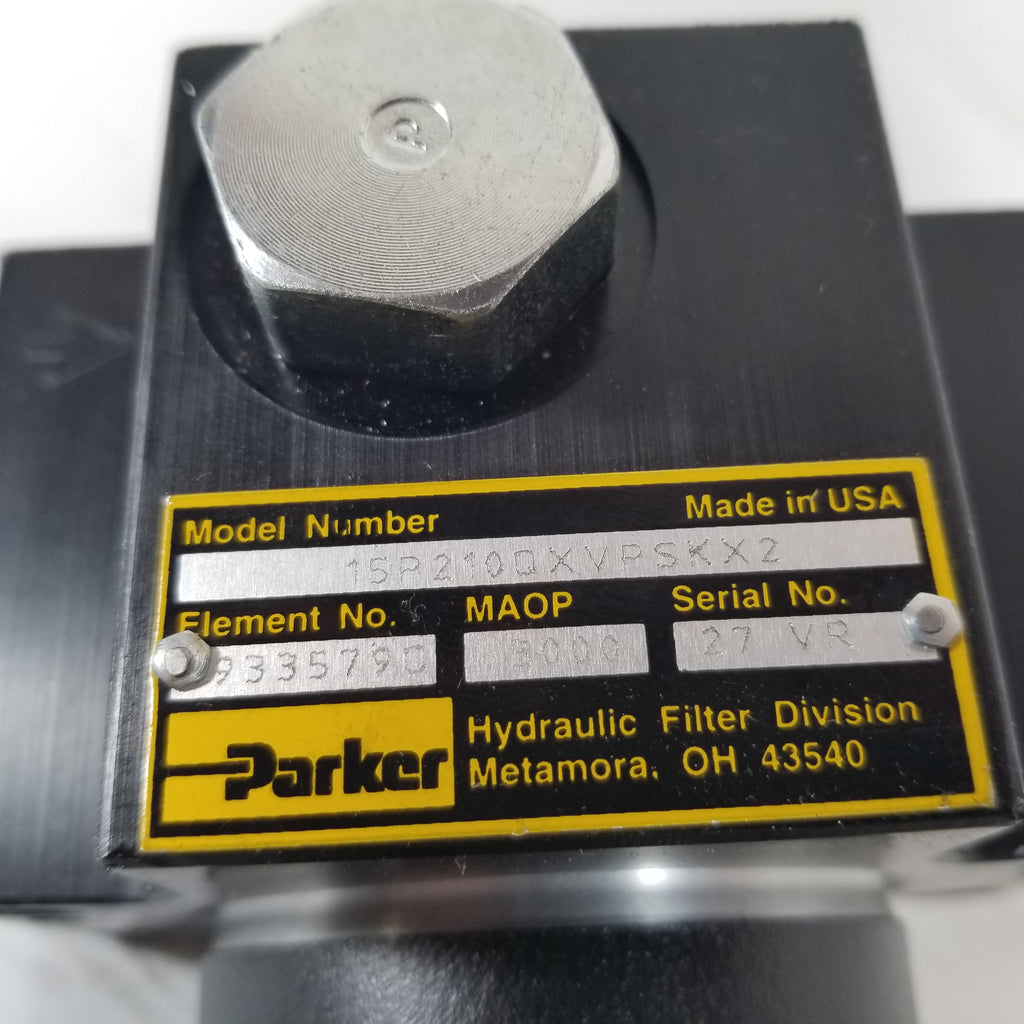 P
Model Number Made in USA
15P210QXVPSKX2
Element No. MAOP Serial No.
933579Q 3000 27 VR
Parker
Hydraulic Filter Division
Metamora, OH 43540